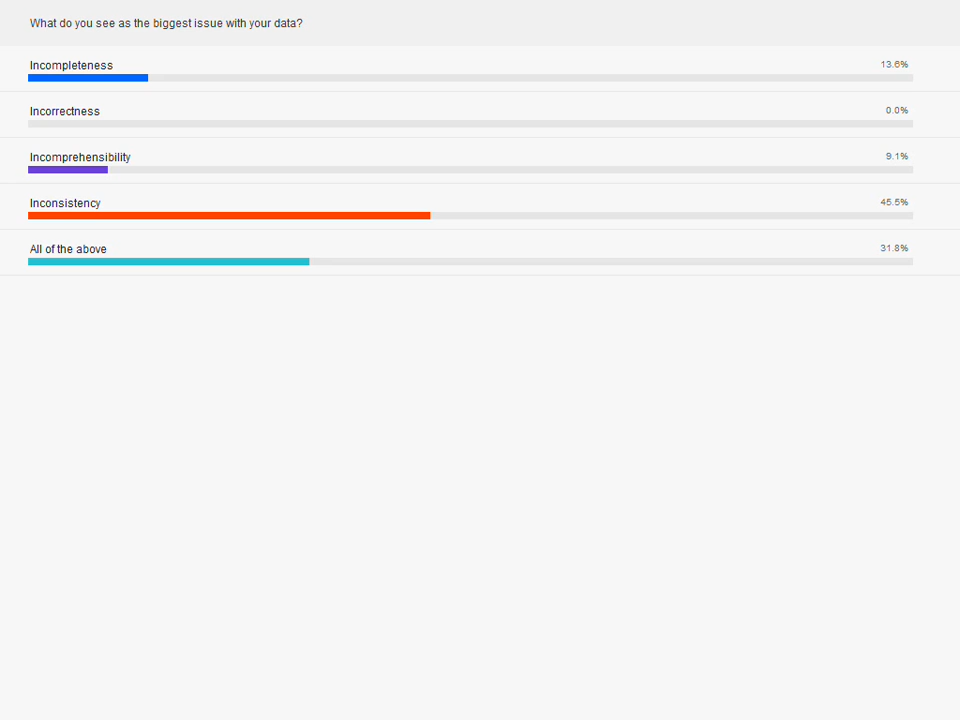 What do you see as the biggest issue with your data?
Incompleteness
13.6%
Incorrectness
0.0%
Incomprehensibility
9.1%
Inconsistency
45.5%
All of the above
31.8%